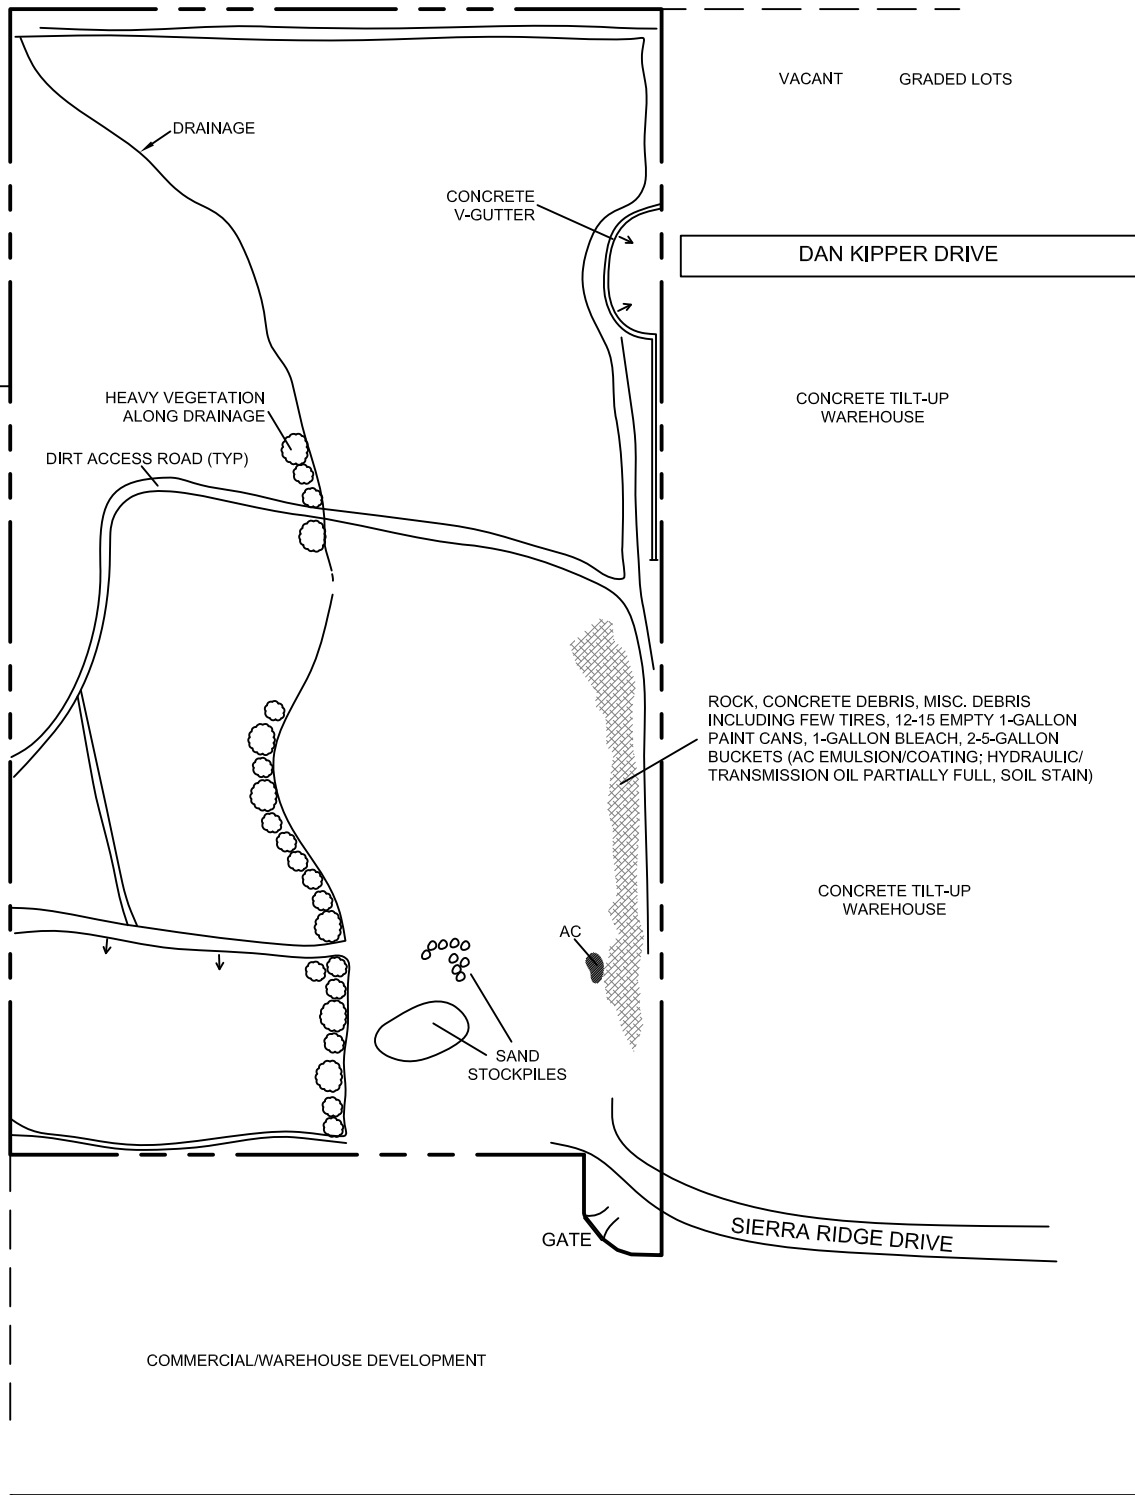 VACANT GRADED LOTS
DRAINAGE
CONCRETE
V-GUTTER
DAN KIPPER DRIVE
HEAVY VEGETATION
ALONG DRAINAGE
CONCRETE TILT-UP
WAREHOUSE
DIRT ACCESS ROAD (TYP)
ROCK, CONCRETE DEBRIS, MISC. DEBRIS
INCLUDING FEW TIRES, 12-15 EMPTY 1-GALLON
PAINT CANS, 1-GALLON BLEACH, 2-5-GALLON
BUCKETS (AC EMULSION/COATING; HYDRAULIC/
TRANSMISSION OIL PARTIALLY FULL, SOIL STAIN)
CONCRETE TILT-UP
WAREHOUSE
AC
SAND
STOCKPILES
SIERRA RIDGE DRIVE
GATE
COMMERCIAL/WAREHOUSE DEVELOPMENT